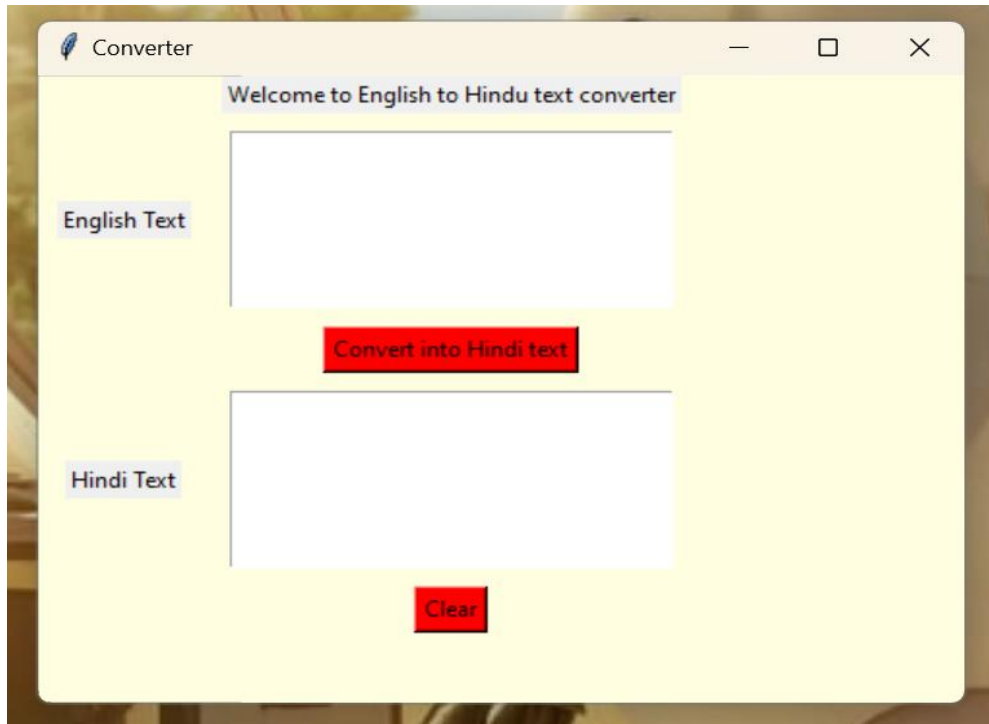 Converter
Welcome to English to Hindu text converter
English Text
Convert into Hindi text
Hindi Text
Clear